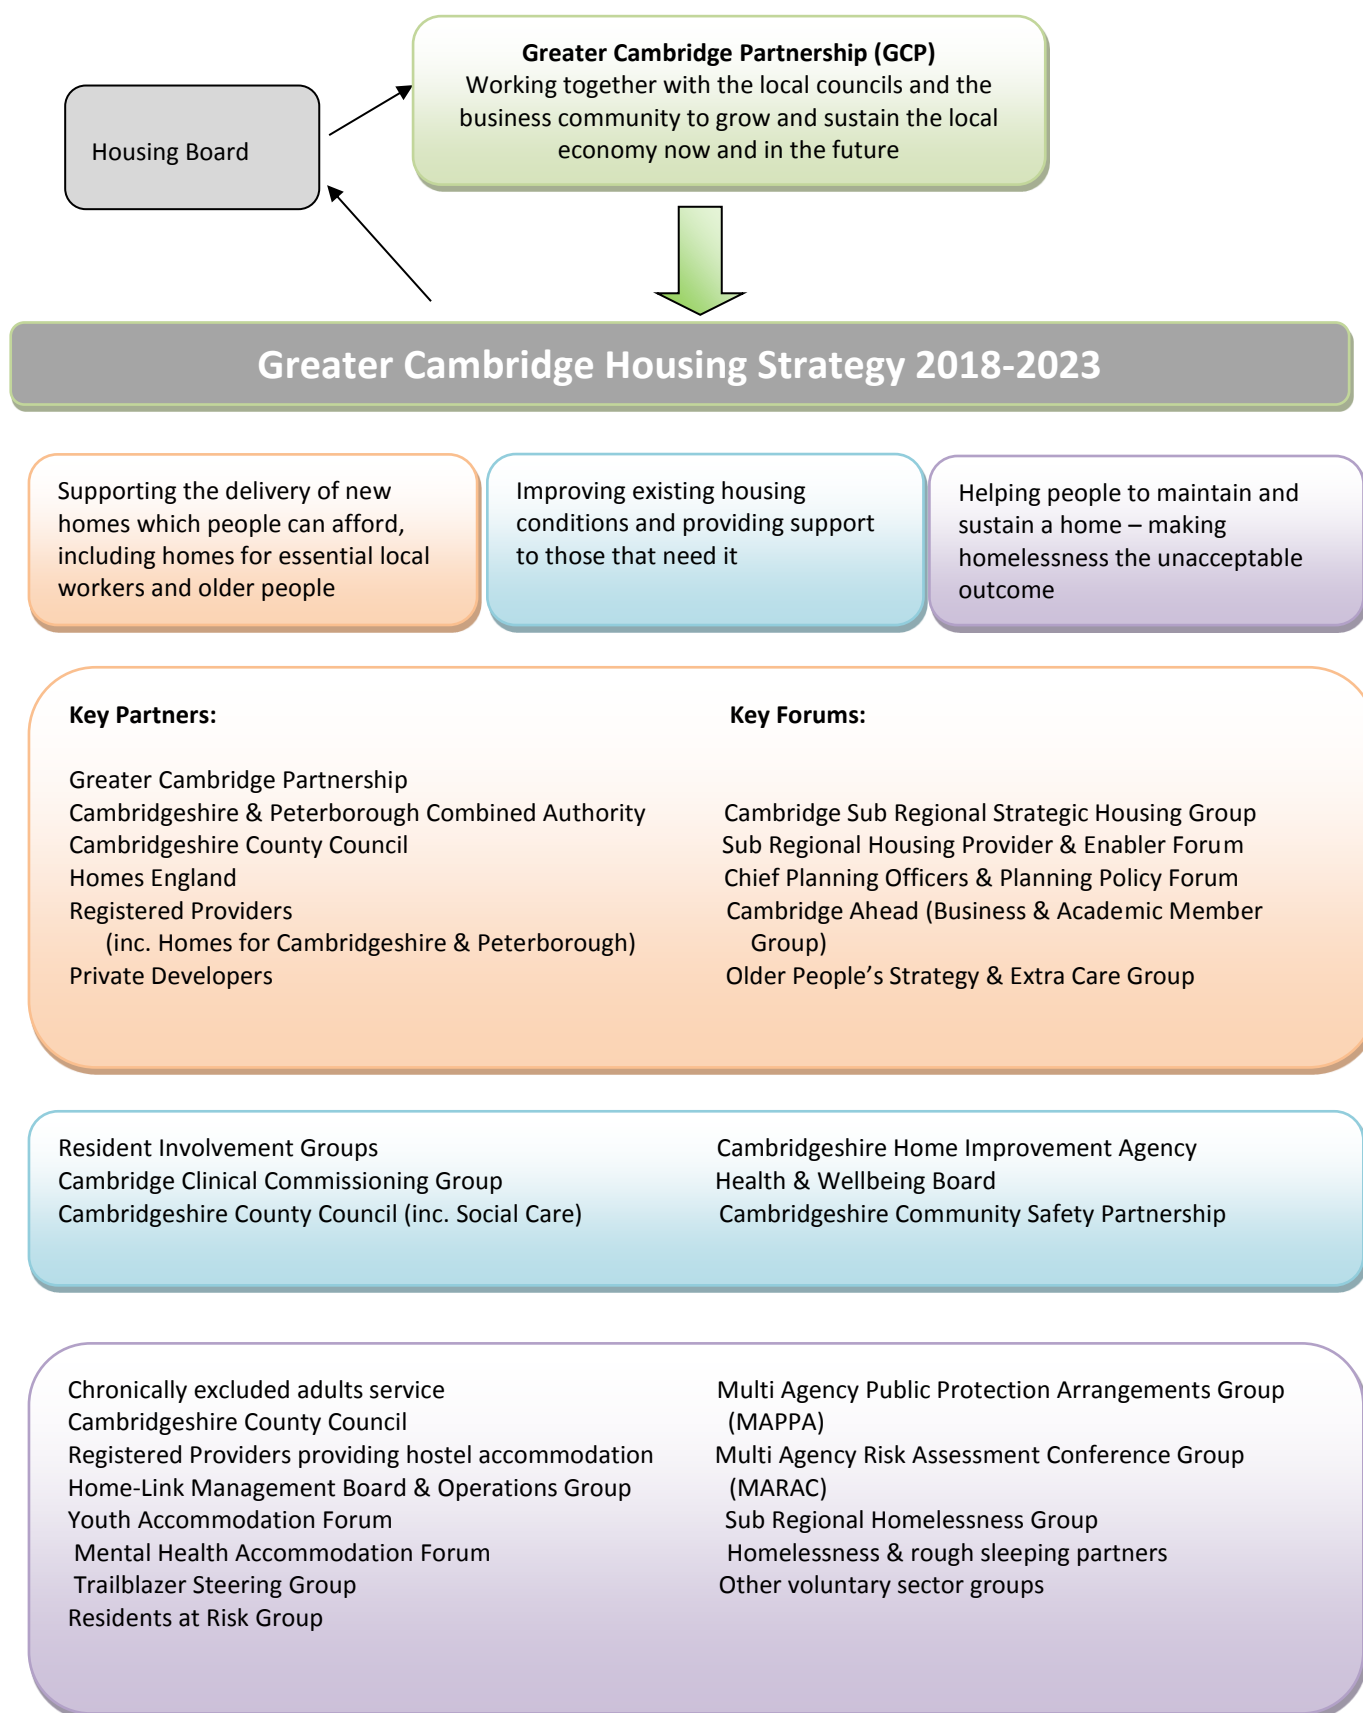 Greater Cambridge Partnership (GCP)
Working together with the local councils and the
business community to grow and sustain the local
economy now and in the future
Housing Board
Greater Cambridge Housing Strategy 2018-2023
Supporting the delivery of new
homes which people can afford,
including homes for essential local
workers and older people
Improving existing housing
conditions and providing support
to those that need it
Helping people to maintain and
sustain a home – making
homelessness the unacceptable
outcome
Key Partners:
Greater Cambridge Partnership
Cambridgeshire & Peterborough Combined Authority
Cambridgeshire County Council
Homes England
Registered Providers
(inc. Homes for Cambridgeshire & Peterborough)
Private Developers
Key Forums:
Cambridge Sub Regional Strategic Housing Group
Sub Regional Housing Provider & Enabler Forum
Chief Planning Officers & Planning Policy Forum
Cambridge Ahead (Business & Academic Member
Group)
Older People’s Strategy & Extra Care Group
Resident Involvement Groups
Cambridge Clinical Commissioning Group
Cambridgeshire County Council (inc. Social Care)
Cambridgeshire Home Improvement Agency
Health & Wellbeing Board
Cambridgeshire Community Safety Partnership
Chronically excluded adults service
Cambridgeshire County Council
Registered Providers providing hostel accommodation
Home-Link Management Board & Operations Group
Youth Accommodation Forum
Mental Health Accommodation Forum
Trailblazer Steering Group
Residents at Risk Group
Multi Agency Public Protection Arrangements Group
(MAPPA)
Multi Agency Risk Assessment Conference Group
(MARAC)
Sub Regional Homelessness Group
Homelessness & rough sleeping partners
Other voluntary sector groups